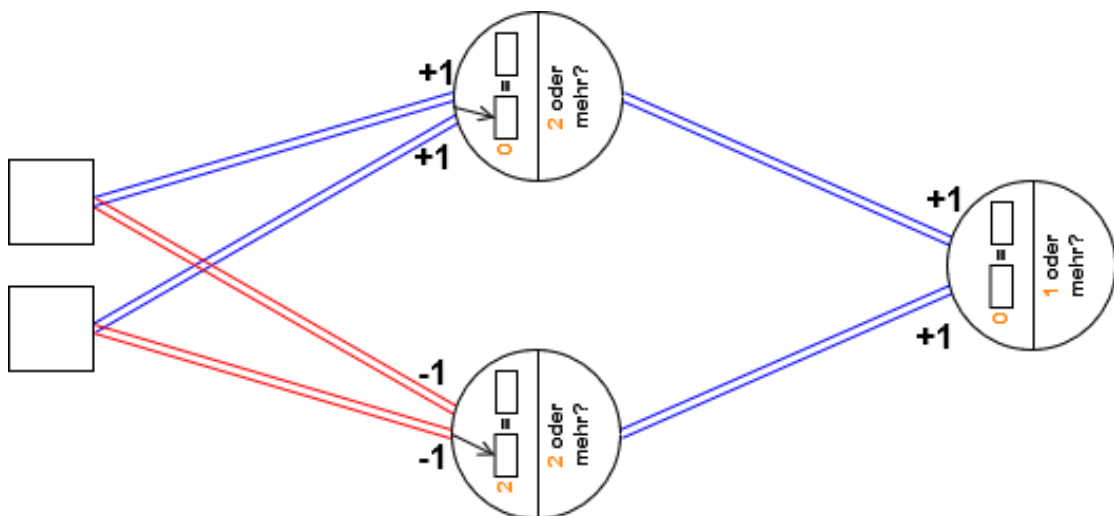 +1
+1
0 =
2 oder
mehr?
-1
-1
2 =
2 oder
mehr?
+1
+1
0 =
1 oder
mehr?